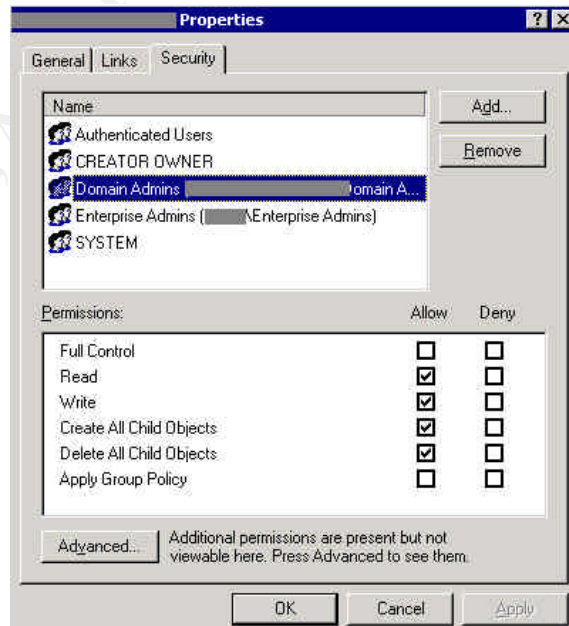 Properties
General Links Security
Name
Authenticated Users
CREATOR OWNER
Domain Admins omain A...
Enterprise Admins ( \Enterprise Admins)
SYSTEM
Add...
Remove
Permissions: Allow Deny
Full Control
Read
Write
Create All Child Objects
Delete All Child Objects
Apply Group Policy
Advanced...
Additional permissions are present but not
viewable here. Press Advanced to see them.
OK Cancel Apply